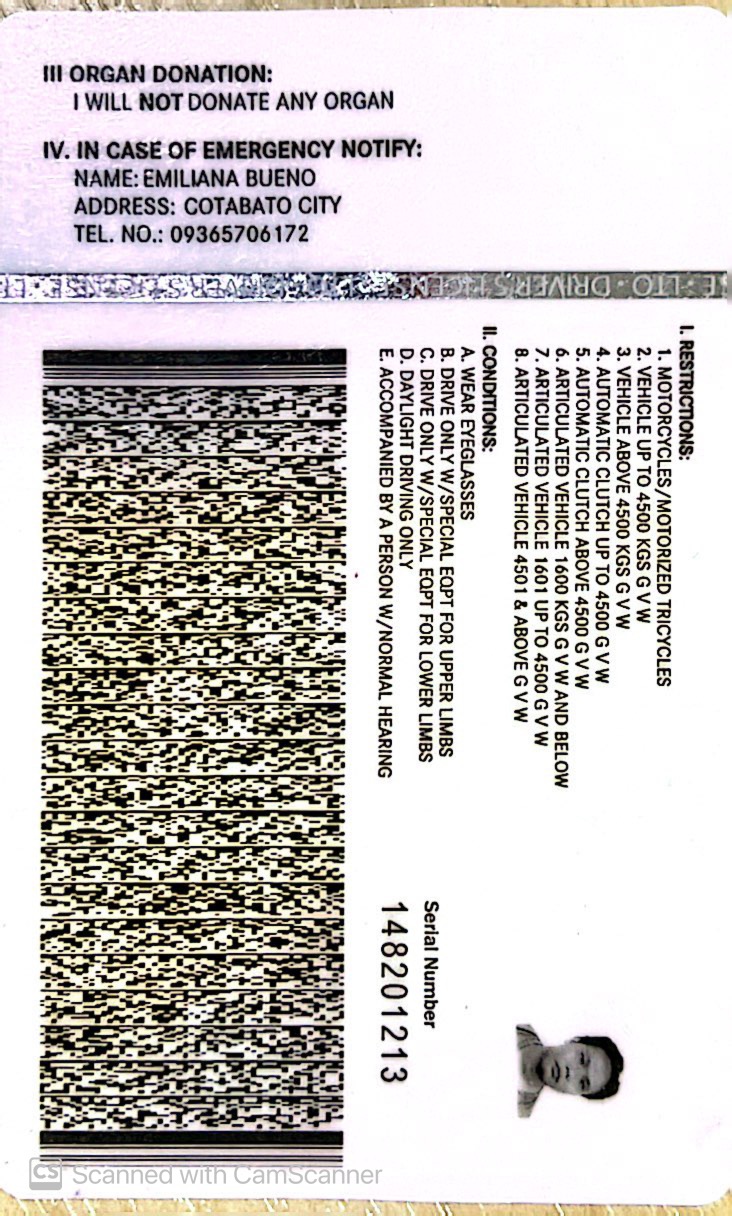 I. RESTRICTIONS:
1. MOTORCYCLES/MOTORIZED TRICYCLES
2. VEHICLE UP TO 4500 KGS G V W
3. VEHICLE ABOVE 4500 KGS G V W
4. AUTOMATIC CLUTCH UP TO 4500 G V W
5. AUTOMATIC CLUTCH ABOVE 4500 G V W
6. ARTICULATED VEHICLE 1600 KGS G V W AND BELOW
7. ARTICULATED VEHICLE 1601 UP TO 4500 G V W
8. ARTICULATED VEHICLE 4501 & ABOVE G V W
II. CONDITIONS:
A. WEAR EYEGLASSES
B. DRIVE ONLY W/SPECIAL EQPT FOR UPPER LIMBS
C. DRIVE ONLY W/SPECIAL EQPT FOR LOWER LIMBS
D. DAYLIGHT DRIVING ONLY
E. ACCOMPANIED BY A PERSON W/NORMAL HEARING
Serial Number
148201213
III ORGAN DONATION:
I WILL NOT DONATE ANY ORGAN
IV. IN CASE OF EMERGENCY NOTIFY:
NAME: EMILIANA BUENO
ADDRESS: COTABATO CITY
TEL. NO.: 09365706172
E • LTO • DRIVER'S
CS Scanned with CamScanner